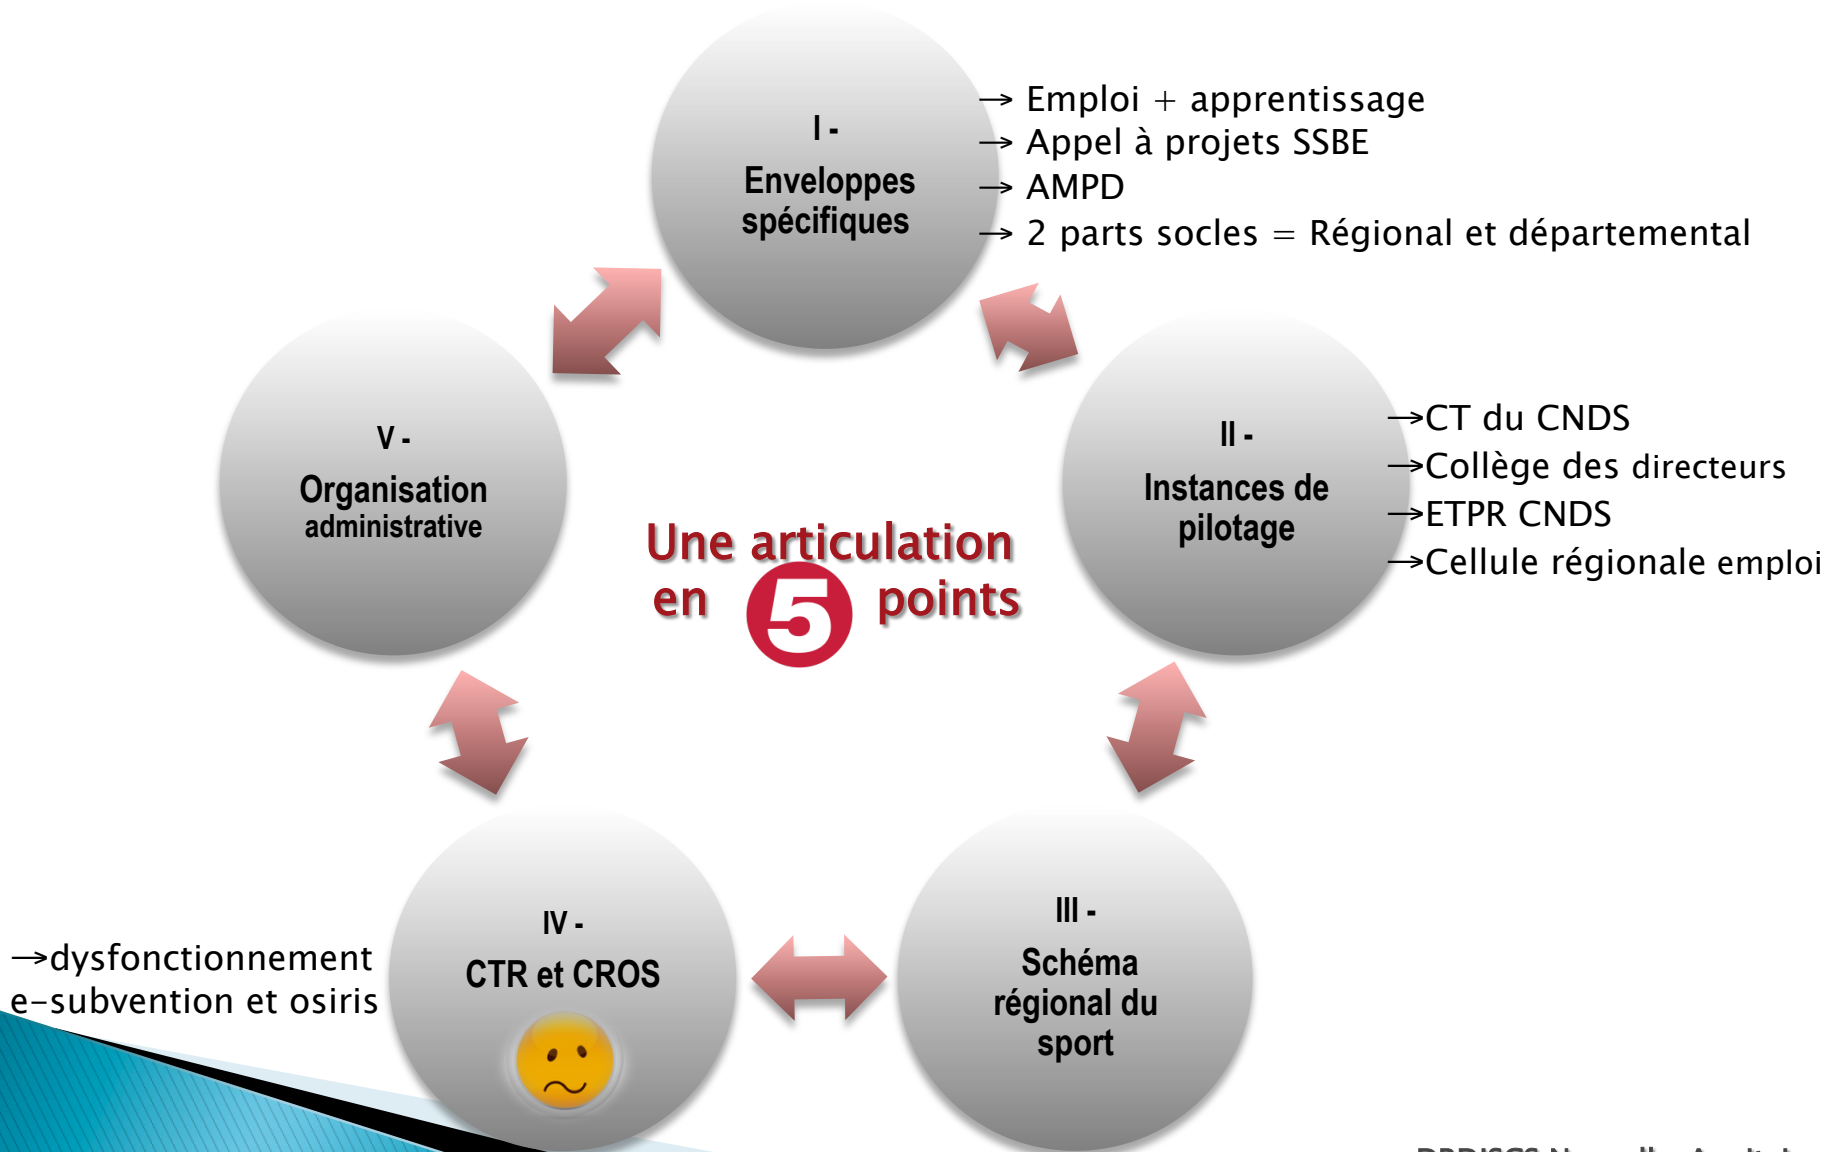 I -
Enveloppes
spécifiques
→ Emploi + apprentissage
→ Appel à projets SSBE
→ AMPD
→ 2 parts socles = Régional et départemental
II -
Instances de
pilotage
→CT du CNDS
→Collège des directeurs
→ETPR CNDS
→Cellule régionale emploi
V -
Organisation
administrative
Une articulation
en 5 points
III -
Schéma
régional du
sport
IV -
CTR et CROS
→dysfonctionnement
e-subvention et osiris